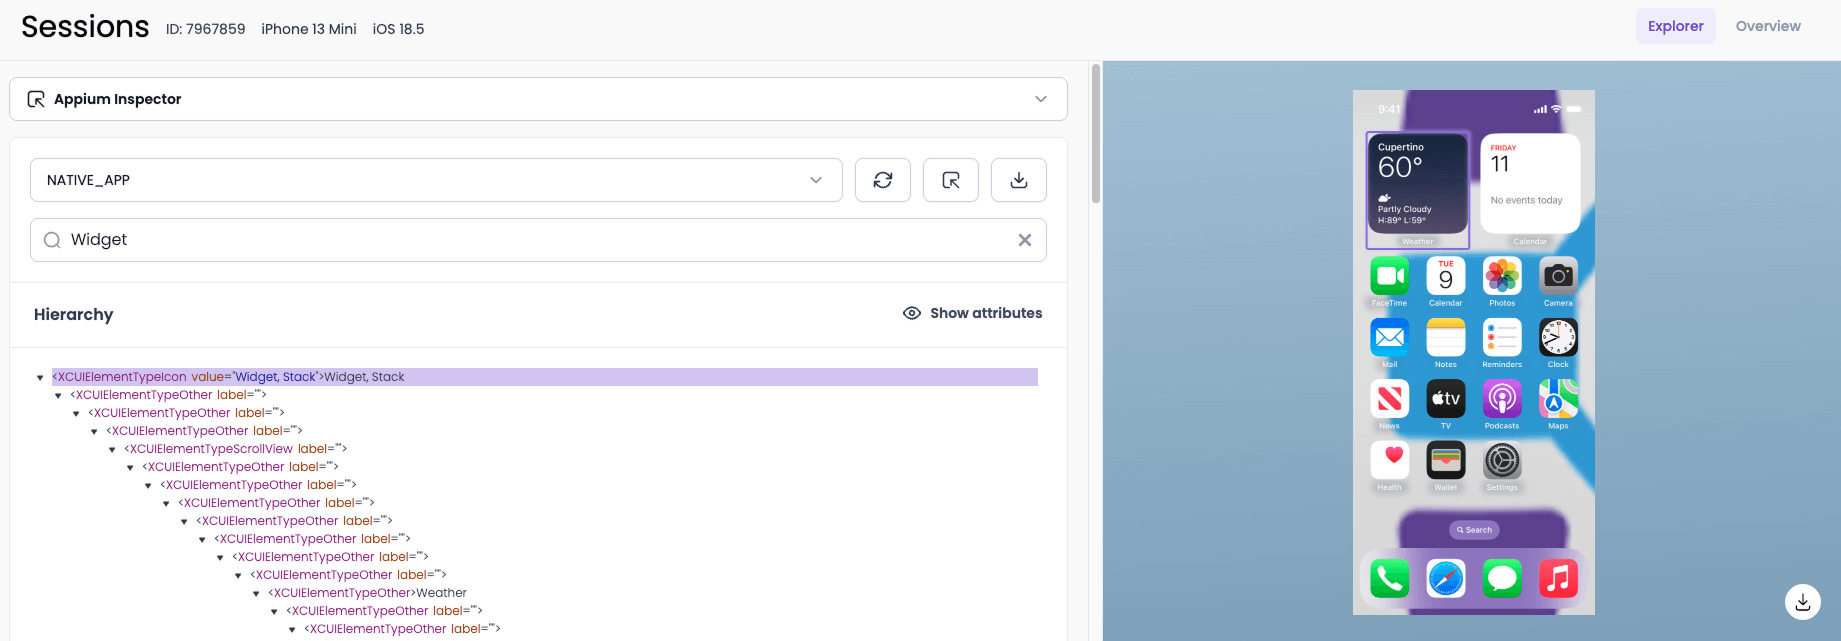 Sessions ID: 7967859 iPhone 13 Mini iOS 18.5
Explorer Overview
Appium Inspector
NATIVE_APP
Widget
Hierarchy
Show attributes
<XCUIElementTypeIcon value="Widget, Stack">Widget, Stack
<XCUIElementTypeOther label="">
<XCUIElementTypeOther label="">
<XCUIElementTypeOther label="">
<XCUIElementTypeScrollView label="">
<XCUIElementTypeOther label="">
<XCUIElementTypeOther label="">
<XCUIElementTypeOther label="">
<XCUIElementTypeOther label="">
<XCUIElementTypeOther label="">
<XCUIElementTypeOther label="">
<XCUIElementTypeOther label="">
<XCUIElementTypeOther>Weather
<XCUIElementTypeOther label="">
<XCUIElementTypeOther label="">
9:41
Cupertino
60°
Partly Cloudy
H:89° L:59°
Weather
FRIDAY
11
No events today
Calendar
TUE
9
FaceTime Calendar Photos Camera
Mail Notes Reminders Clock
tv
News TV Podcasts Maps
Health Wallet Settings
Search